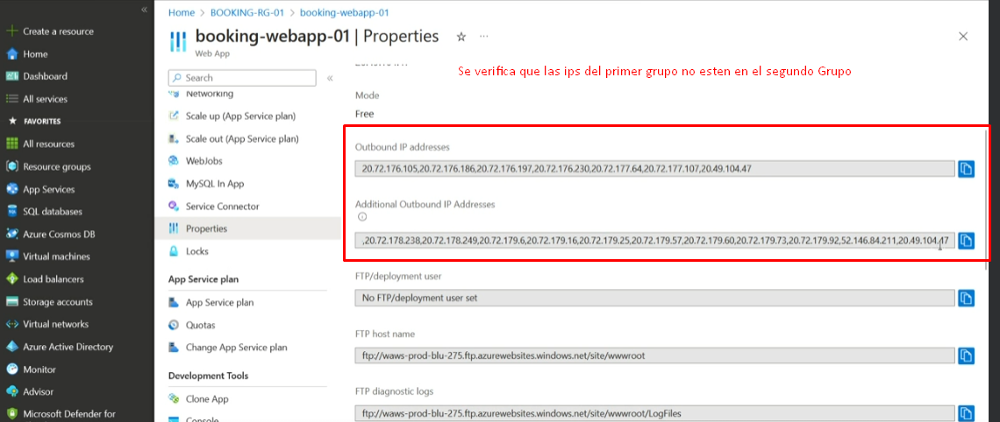 «
Create a resource
Home
Dashboard
All services
FAVORITES
All resources
Resource groups
App Services
SQL databases
Azure Cosmos DB
Virtual machines
Load balancers
Storage accounts
Virtual networks
Azure Active Directory
Monitor
Advisor
Microsoft Defender for
Home > BOOKING-RG-01 > booking-webapp-01
booking-webapp-01 | Properties
Web App
Search
«
Networking
Scale up (App Service plan)
Scale out (App Service plan)
WebJobs
MySQL In App
Service Connector
Properties
Locks
App Service plan
App Service plan
Quotas
Change App Service plan
Development Tools
Clone App
Console
Se verifica que las ips del primer grupo no esten en el segundo Grupo
Mode
Free
Outbound IP addresses
20.72.176.105,20.72.176.186,20.72.176.197,20.72.176.230,20.72.177.64,20.72.177.107,20.49.104.47
Additional Outbound IP Addresses
,20.72.178.238,20.72.178.249,20.72.179.6,20.72.179.16,20.72.179.25,20.72.179.57,20.72.179.60,20.72.179.73,20.72.179.92,52.146.84.211,20.49.104.47
FTP/deployment user
No FTP/deployment user set
FTP host name
ftp://waws-prod-blu-275.ftp.azurewebsites.windows.net/site/wwwroot
FTP diagnostic logs
ftp://waws-prod-blu-275.ftp.azurewebsites.windows.net/site/wwwroot/LogFiles